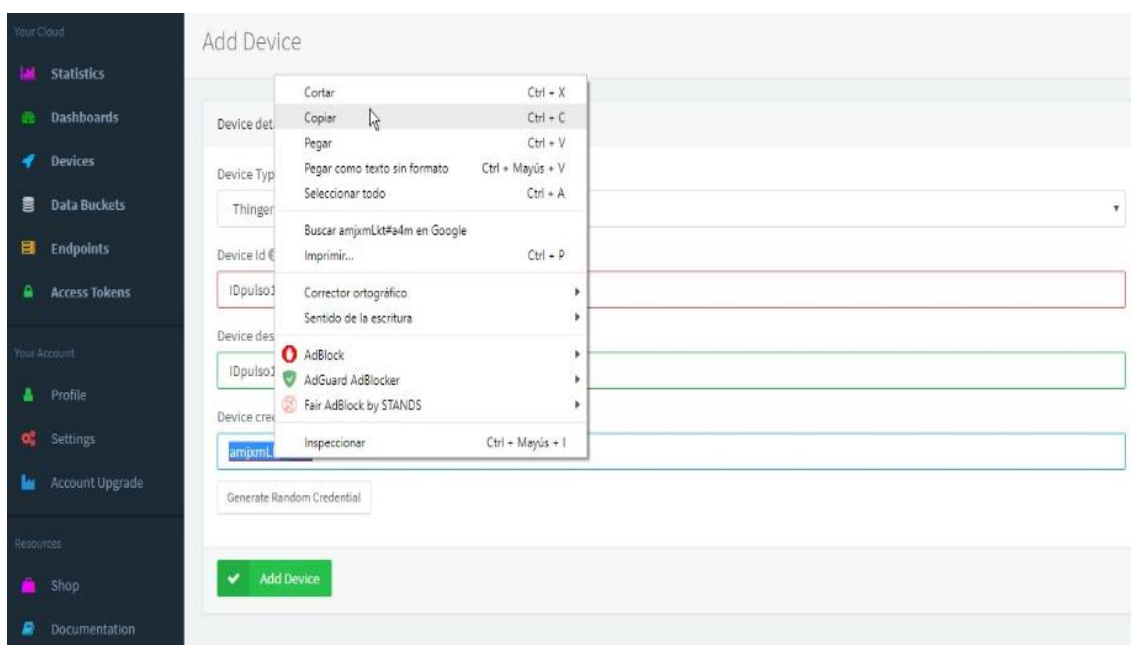 Your Cloud
Statistics
Dashboards
Devices
Data Buckets
Endpoints
Access Tokens
Your Account
Profile
Settings
Account Upgrade
Resources
Shop
Documentation
Add Device
Device det
Device Typ
Thinger
Device Id
IDpulso1
Device des
IDpulso1
Device cre
amjxmL
Generate Random Credential
Add Device
Cortar Ctrl + X
Copiar Ctrl + C
Pegar Ctrl + V
Pegar como texto sin formato Ctrl + Mayús + V
Seleccionar todo Ctrl + A
Buscar amjxmLkt#a4m en Google
Imprimir... Ctrl + P
Corrector ortográfico
Sentido de la escritura
AdBlock
AdGuard AdBlocker
Fair AdBlock by STANDS
Inspeccionar Ctrl + Mayús + I